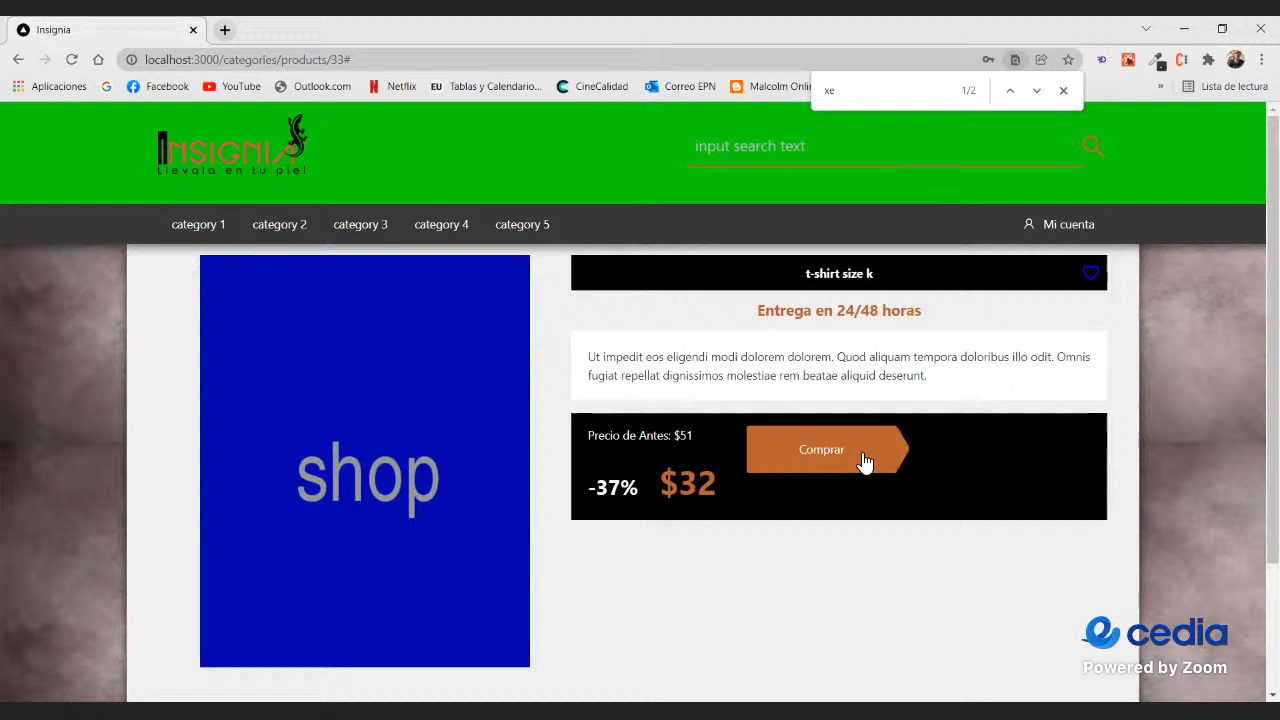 Insignia
localhost:3000/categories/products/33#
Aplicaciones
Facebook
YouTube
Outlook.com
Netflix
EU Tablas y Calendario...
CineCalidad
Correo EPN
Malcolm Onlin
»
Lista de lectura
xe
1/2
INSIGNIA
Llevala en tu piel
input search text
category 1
category 2
category 3
category 4
category 5
Mi cuenta
shop
t-shirt size k
Entrega en 24/48 horas
Ut impedit eos eligendi modi dolorem dolorem. Quod aliquam tempora doloribus illo odit. Omnis
fugiat repellat dignissimos molestiae rem beatae aliquid deserunt.
Precio de Antes: $51
Comprar
-37% $32
cedia
Powered by Zoom